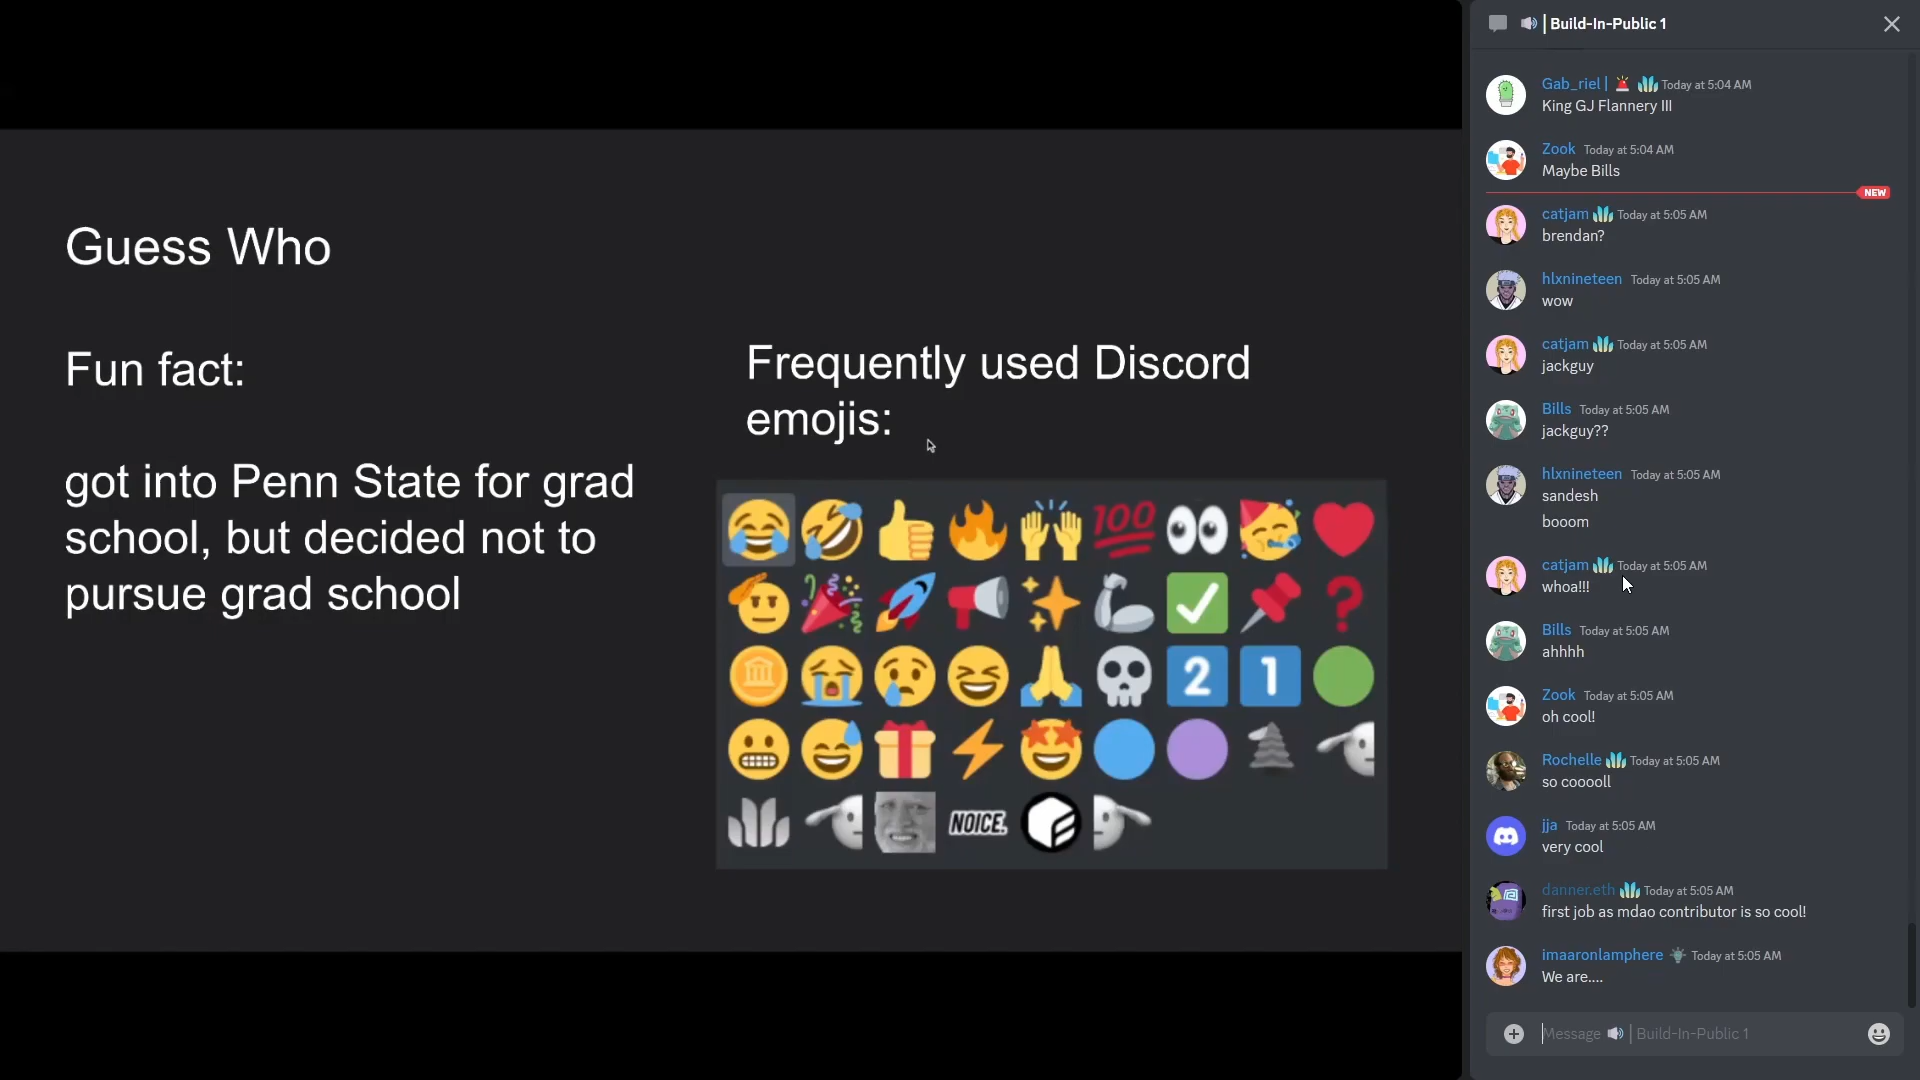 Guess Who
Fun fact:
got into Penn State for grad
school, but decided not to
pursue grad school
Frequently used Discord
emojis:
100
2
1
NOICE.
Build-In-Public 1
Gab_riel | Today at 5:04 AM
King GJ Flannery III
Zook Today at 5:04 AM
Maybe Bills
NEW
catjam Today at 5:05 AM
brendan?
hlxnineteen Today at 5:05 AM
wow
catjam Today at 5:05 AM
jackguy
Bills Today at 5:05 AM
jackguy??
hlxnineteen Today at 5:05 AM
sandesh
booom
catjam Today at 5:05 AM
whoa!!!
Bills Today at 5:05 AM
ahhhh
Zook Today at 5:05 AM
oh cool!
Rochelle Today at 5:05 AM
so cooooll
jja Today at 5:05 AM
very cool
danner.eth Today at 5:05 AM
first job as mdao contributor is so cool!
imaaronlamphere Today at 5:05 AM
We are....
Message | Build-In-Public 1